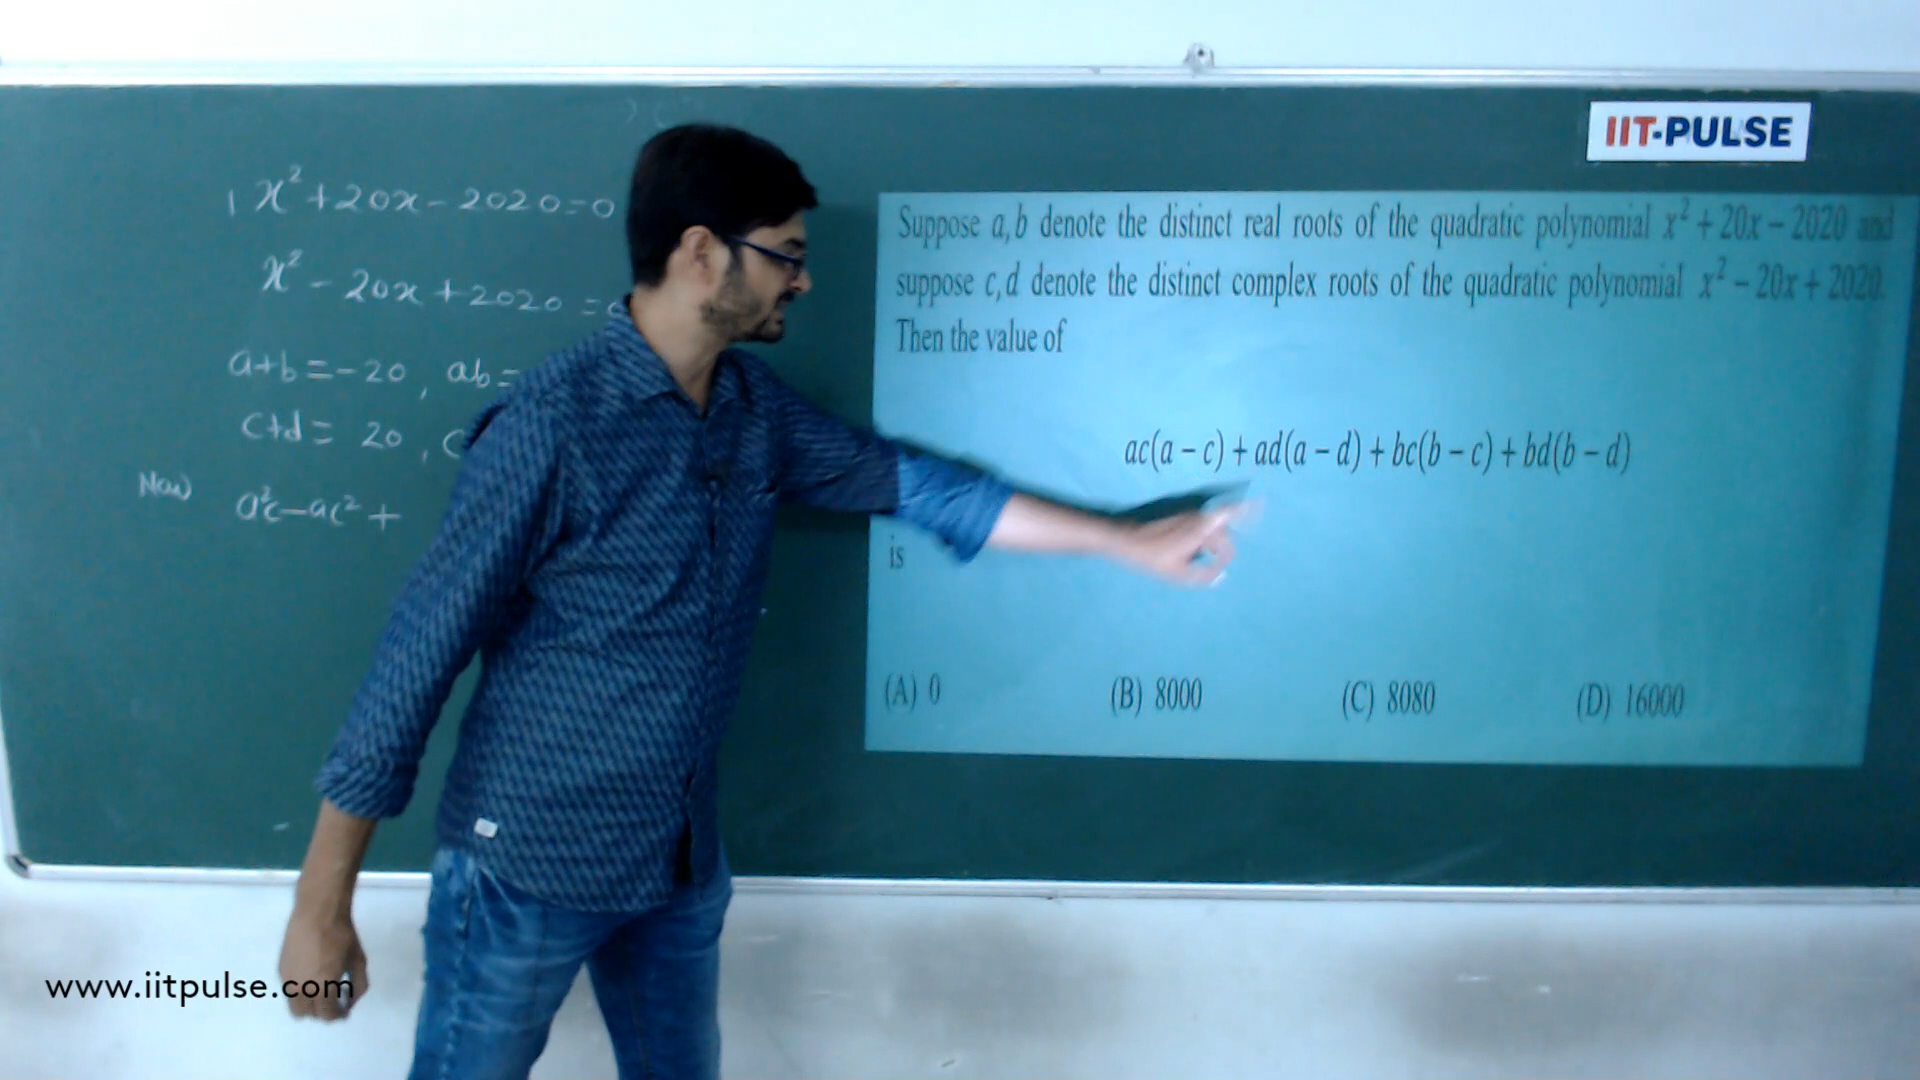 IIT-PULSE
x² + 20x - 2020 = 0
x² - 20x + 2020 =
a+b = -20 , ab =
c+d = 20 , c
Now a²c - ac² +
Suppose a, b denote the distinct real roots of the quadratic polynomial x² + 20x - 2020 and
suppose c, d denote the distinct complex roots of the quadratic polynomial x² - 20x + 2020.
Then the value of
ac(a - c) + ad(a - d) + bc(b - c) + bd(b - d)
is
(A) 0 (B) 8000 (C) 8080 (D) 16000
www.iitpulse.com